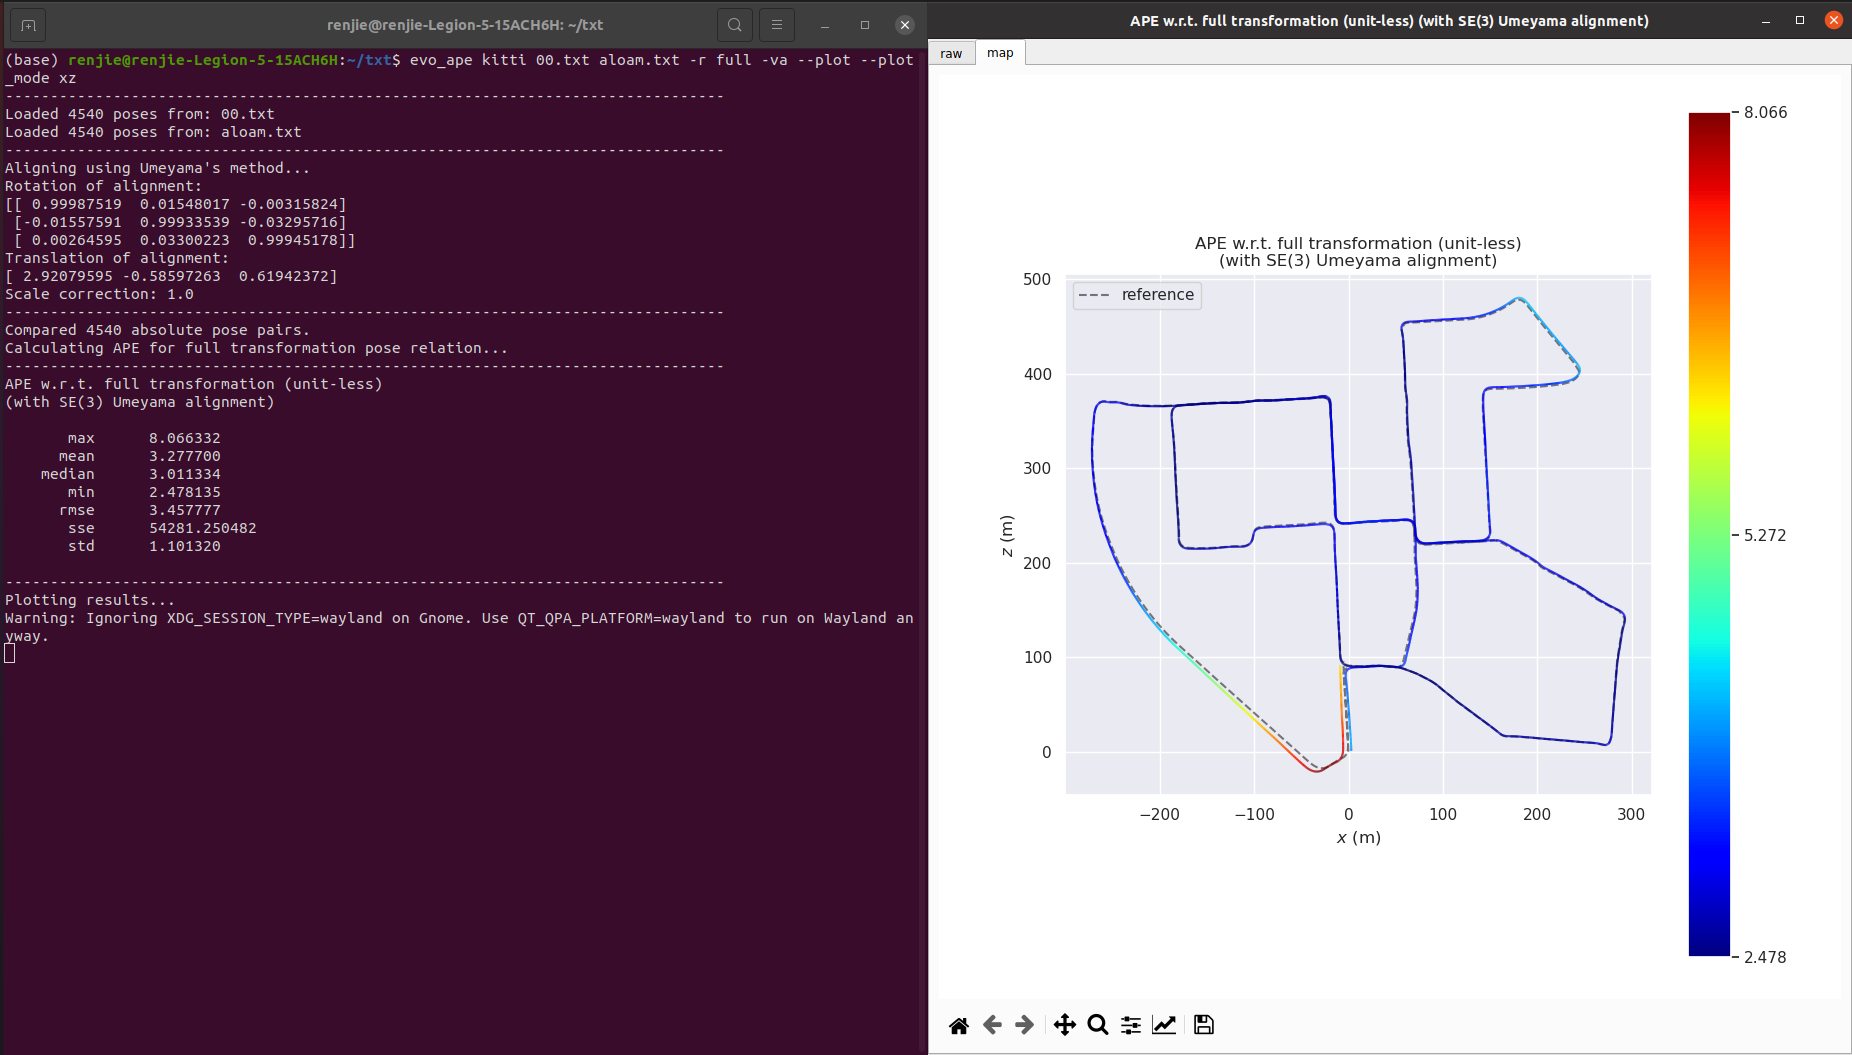 renjie@renjie-Legion-5-15ACH6H: ~/txt
(base) renjie@renjie-Legion-5-15ACH6H:~/txt$ evo_ape kitti 00.txt aloam.txt -r full -va --plot --plot
_mode xz
--------------------------------------------------------------------------------
Loaded 4540 poses from: 00.txt
Loaded 4540 poses from: aloam.txt
--------------------------------------------------------------------------------
Aligning using Umeyama's method...
Rotation of alignment:
[[ 0.99987519  0.01548017 -0.00315824]
 [-0.01557591  0.99933539 -0.03295716]
 [ 0.00264595  0.03300223  0.99945178]]
Translation of alignment:
[ 2.92079595 -0.58597263  0.61942372]
Scale correction: 1.0
--------------------------------------------------------------------------------
Compared 4540 absolute pose pairs.
Calculating APE for full transformation pose relation...
--------------------------------------------------------------------------------
APE w.r.t. full transformation (unit-less)
(with SE(3) Umeyama alignment)
max 8.066332
mean 3.277700
median 3.011334
min 2.478135
rmse 3.457777
sse 54281.250482
std 1.101320
--------------------------------------------------------------------------------
Plotting results...
Warning: Ignoring XDG_SESSION_TYPE=wayland on Gnome. Use QT_QPA_PLATFORM=wayland to run on Wayland an
yway.
APE w.r.t. full transformation (unit-less) (with SE(3) Umeyama alignment)
raw map
APE w.r.t. full transformation (unit-less)
(with SE(3) Umeyama alignment)
reference
500
400
300
200
100
0
z (m)
−200 −100 0 100 200 300
x (m)
8.066
5.272
2.478